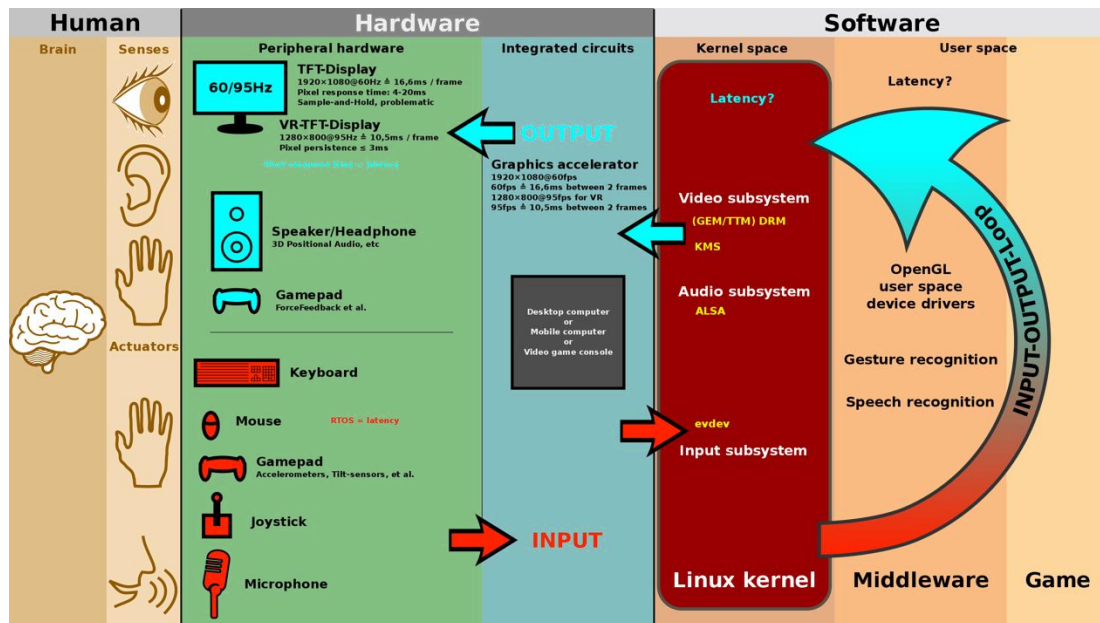 Human
Hardware
Software
Brain
Senses
Peripheral hardware
Integrated circuits
Kernel space
User space
60/95Hz
TFT-Display
1920×1080@60Hz ≙ 16,6ms / frame
Pixel response time: 4-20ms
Sample-and-Hold, problematic
VR-TFT-Display
1280×800@95Hz ≙ 10,5ms / frame
Pixel persistence ≤ 3ms
OUTPUT
Graphics accelerator
1920×1080@60fps
60fps ≙ 16,6ms between 2 frames
1280×800@95fps for VR
95fps ≙ 10,5ms between 2 frames
Latency?
Latency?
Video subsystem
(GEM/TTM) DRM
KMS
Speaker/Headphone
3D Positional Audio, etc
Gamepad
ForceFeedback et al.
Audio subsystem
ALSA
OpenGL
user space
device drivers
Desktop computer
or
Mobile computer
or
Video game console
INPUT-OUTPUT-Loop
Actuators
Gesture recognition
Speech recognition
Keyboard
Mouse
RTOS = latency
evdev
Input subsystem
Gamepad
Accelerometers, Tilt-sensors, et al.
Joystick
INPUT
Microphone
Linux kernel
Middleware
Game